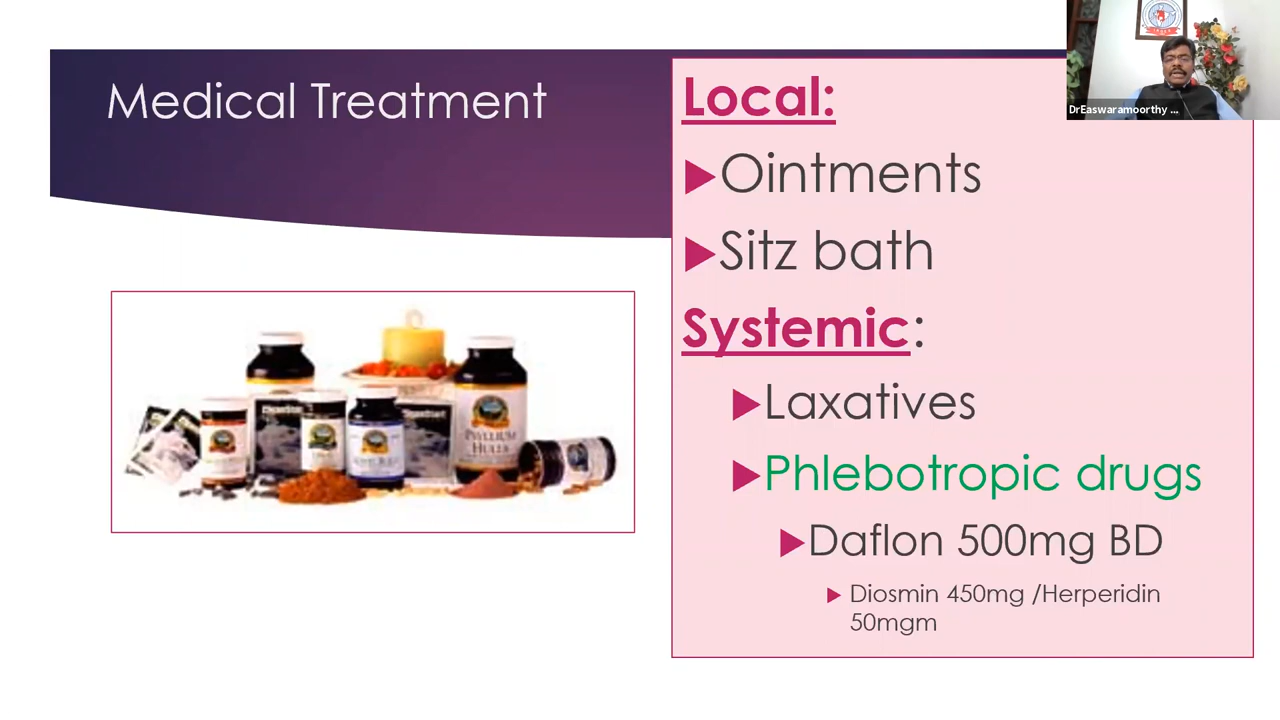 Medical Treatment
Local:
DrEaswaramoorthy ...
Ointments
Sitz bath
Systemic:
Laxatives
Phlebotropic drugs
Daflon 500mg BD
Diosmin 450mg /Herperidin
50mgm
PSYLLIUM
HULLS